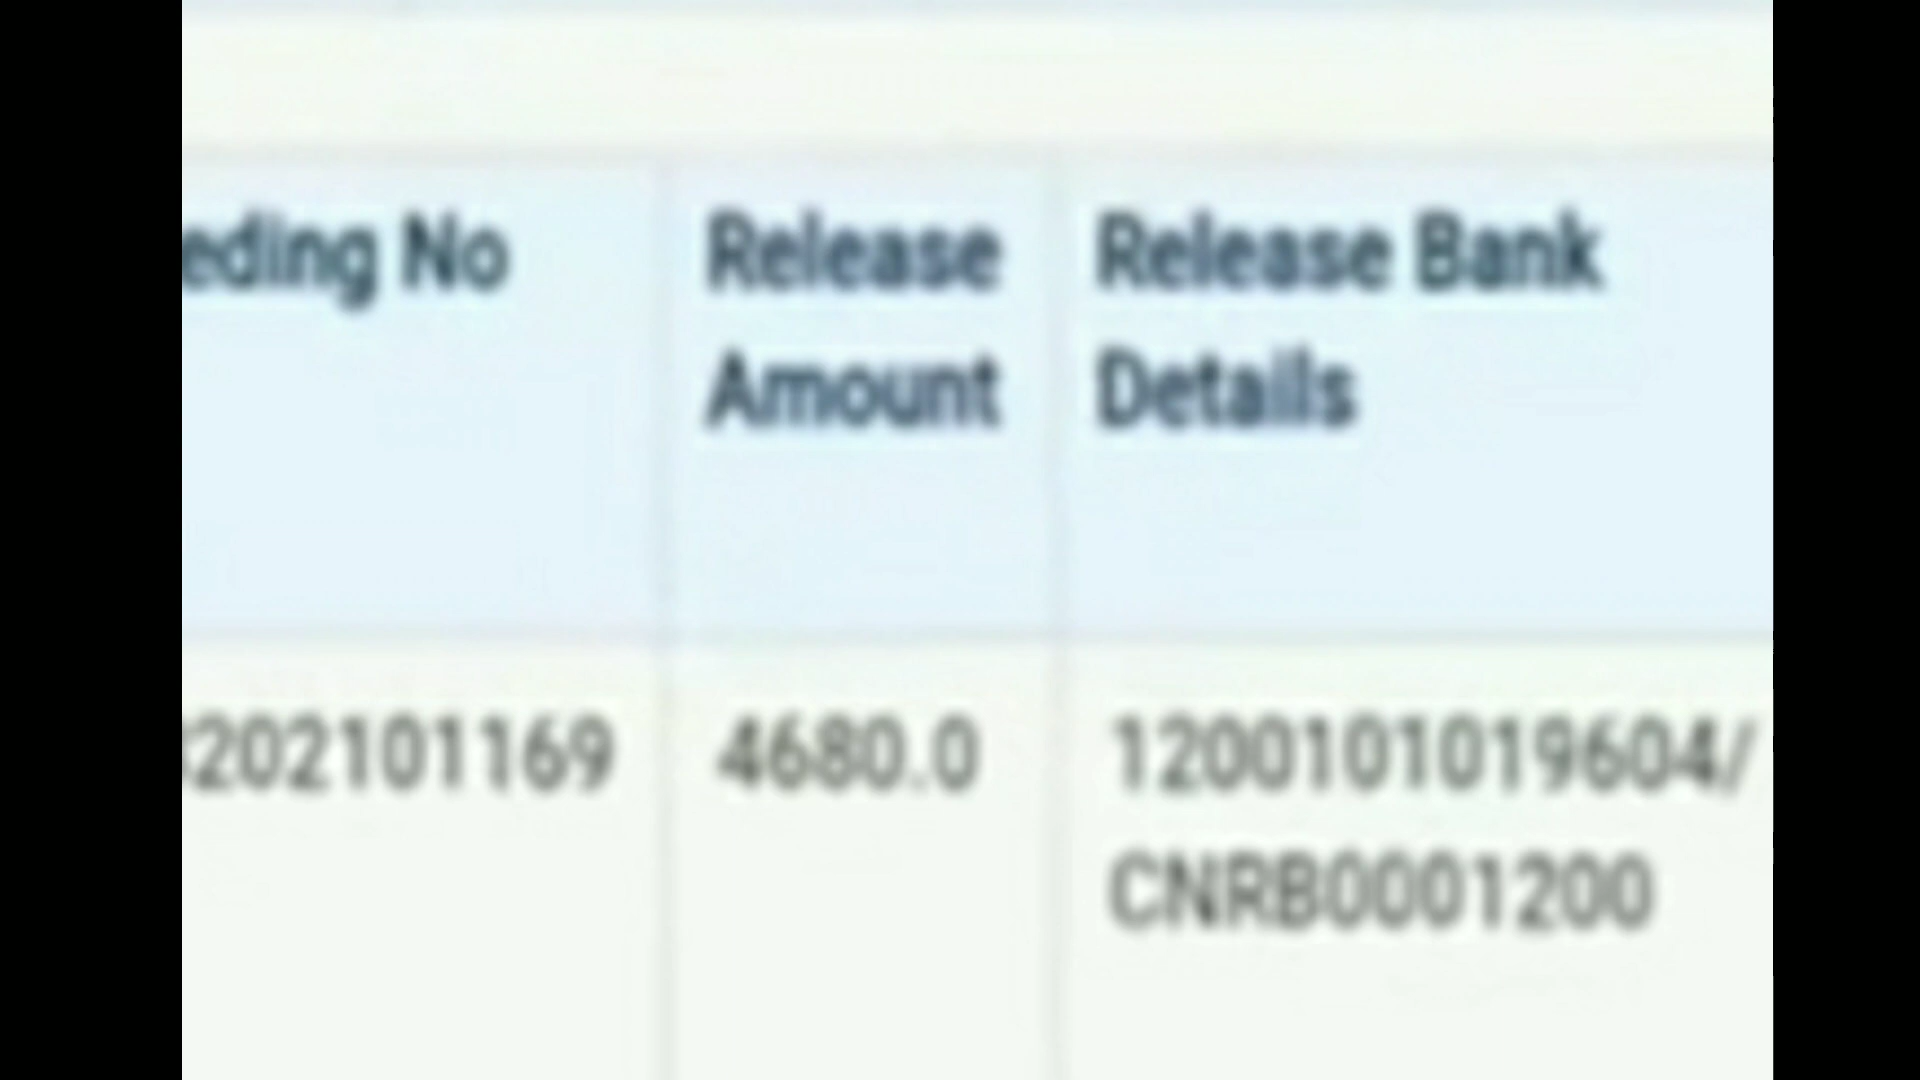 eding No
Release
Amount
Release Bank
Details
202101169
4680.0
1200101019604/
CNRB0001200